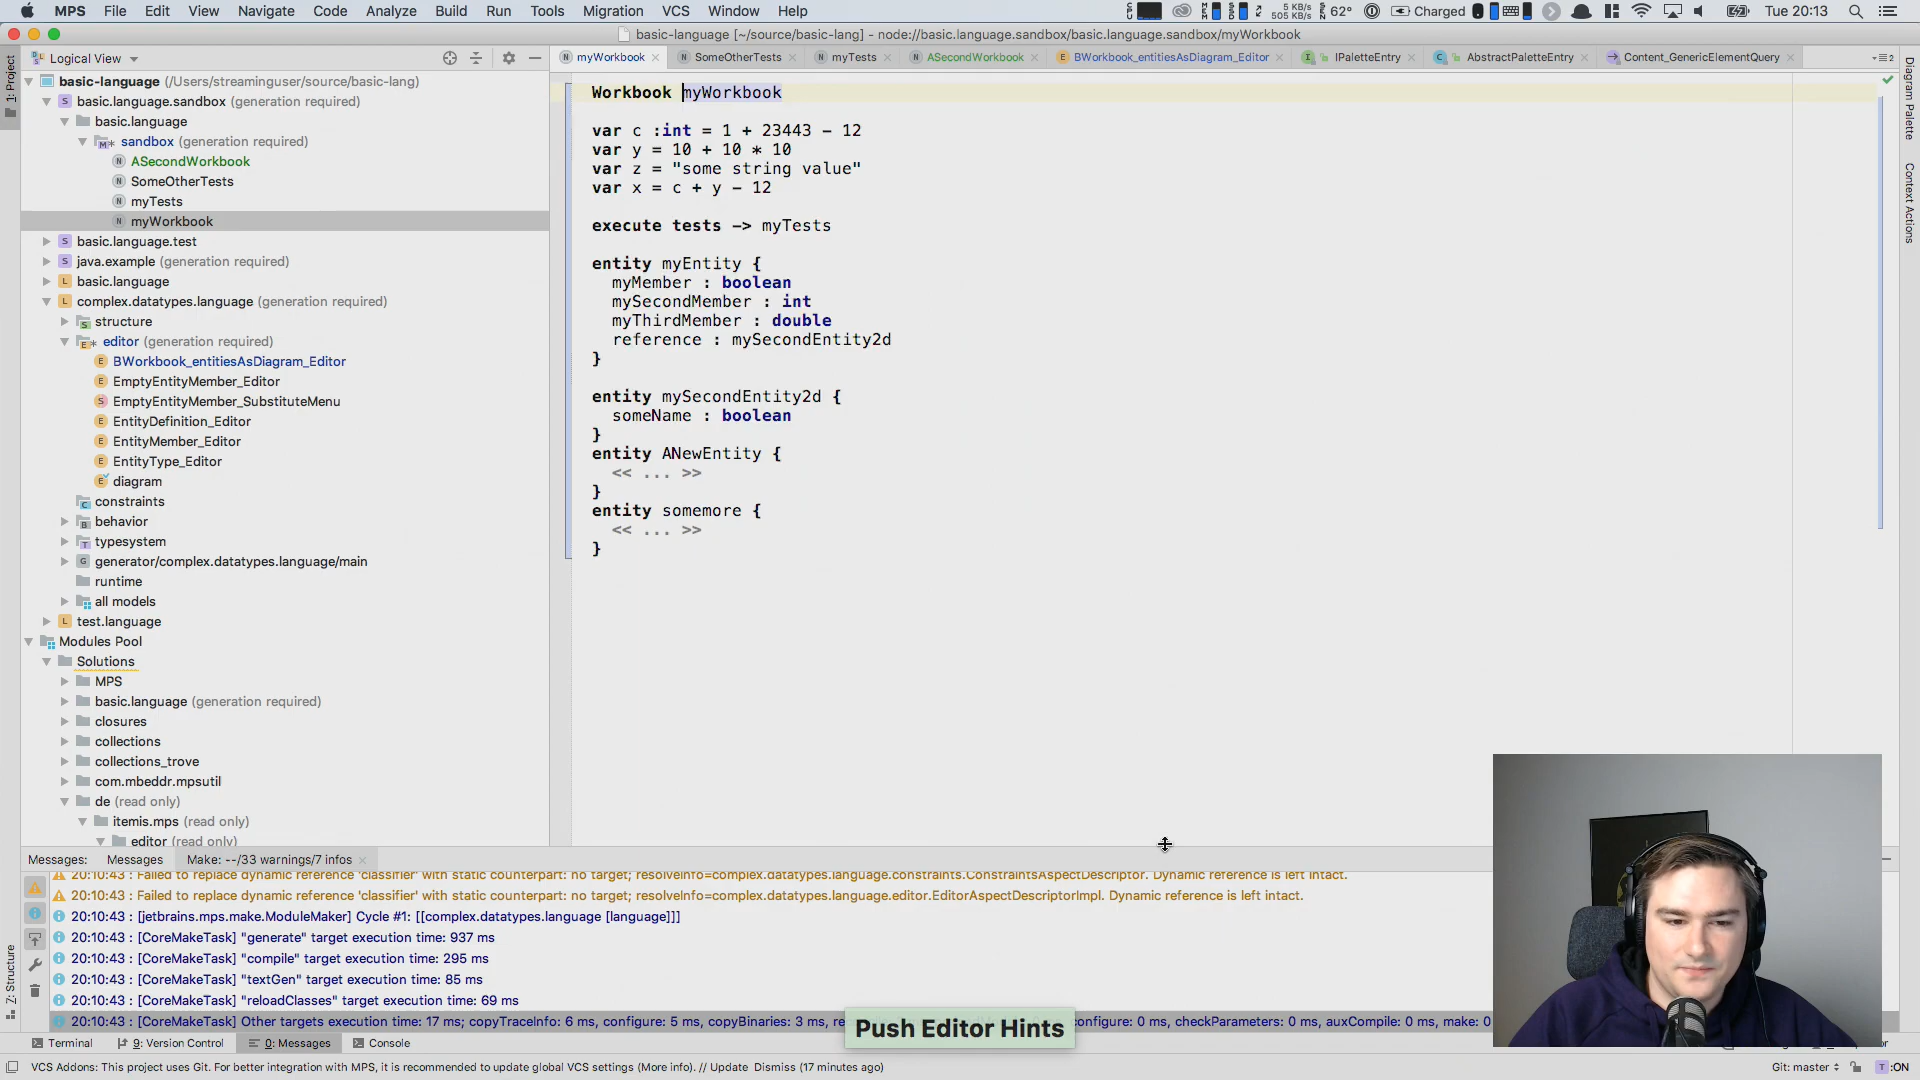 MPS File Edit View Navigate Code Analyze Build Run Tools Migration VCS Window Help
5 KB/s
505 KB/s
62° Charged Tue 20:13
basic-language [~/source/basic-lang] - node://basic.language.sandbox/basic.language.sandbox/myWorkbook
Logical View
myWorkbook SomeOtherTests myTests ASecondWorkbook BWorkbook_entitiesAsDiagram_Editor IPaletteEntry AbstractPaletteEntry Content_GenericElementQuery
1: Project
basic-language (/Users/streaminguser/source/basic-lang)
basic.language.sandbox (generation required)
basic.language
sandbox (generation required)
ASecondWorkbook
SomeOtherTests
myTests
myWorkbook
basic.language.test
java.example (generation required)
basic.language
complex.datatypes.language (generation required)
structure
editor (generation required)
BWorkbook_entitiesAsDiagram_Editor
EmptyEntityMember_Editor
EmptyEntityMember_SubstituteMenu
EntityDefinition_Editor
EntityMember_Editor
EntityType_Editor
diagram
constraints
behavior
typesystem
generator/complex.datatypes.language/main
runtime
all models
test.language
Modules Pool
Solutions
MPS
basic.language (generation required)
closures
collections
collections_trove
com.mbeddr.mpsutil
de (read only)
itemis.mps (read only)
editor (read only)
Workbook myWorkbook
var c :int = 1 + 23443 - 12
var y = 10 + 10 * 10
var z = "some string value"
var x = c + y - 12
execute tests -> myTests
entity myEntity {
myMember : boolean
mySecondMember : int
myThirdMember : double
reference : mySecondEntity2d
}
entity mySecondEntity2d {
someName : boolean
}
entity ANewEntity {
<< ... >>
}
entity somemore {
<< ... >>
}
Diagram Palette
Context Actions
Messages: Messages Make: --/33 warnings/7 infos
20:10:43 : Failed to replace dynamic reference 'classifier' with static counterpart: no target; resolveInfo=complex.datatypes.language.constraints.ConstraintsAspectDescriptor. Dynamic reference is left intact.
20:10:43 : Failed to replace dynamic reference 'classifier' with static counterpart: no target; resolveInfo=complex.datatypes.language.editor.EditorAspectDescriptorImpl. Dynamic reference is left intact.
20:10:43 : [jetbrains.mps.make.ModuleMaker] Cycle #1: [[complex.datatypes.language [language]]]
20:10:43 : [CoreMakeTask] "generate" target execution time: 937 ms
20:10:43 : [CoreMakeTask] "compile" target execution time: 295 ms
20:10:43 : [CoreMakeTask] "textGen" target execution time: 85 ms
20:10:43 : [CoreMakeTask] "reloadClasses" target execution time: 69 ms
20:10:43 : [CoreMakeTask] Other targets execution time: 17 ms; copyTraceInfo: 6 ms, configure: 5 ms, copyBinaries: 3 ms, configure: 0 ms, checkParameters: 0 ms, auxCompile: 0 ms, make: 0
Push Editor Hints
Z: Structure
Terminal 9: Version Control 0: Messages Console
VCS Addons: This project uses Git. For better integration with MPS, it is recommended to update global VCS settings (More info). // Update Dismiss (17 minutes ago)
Git: master T :ON